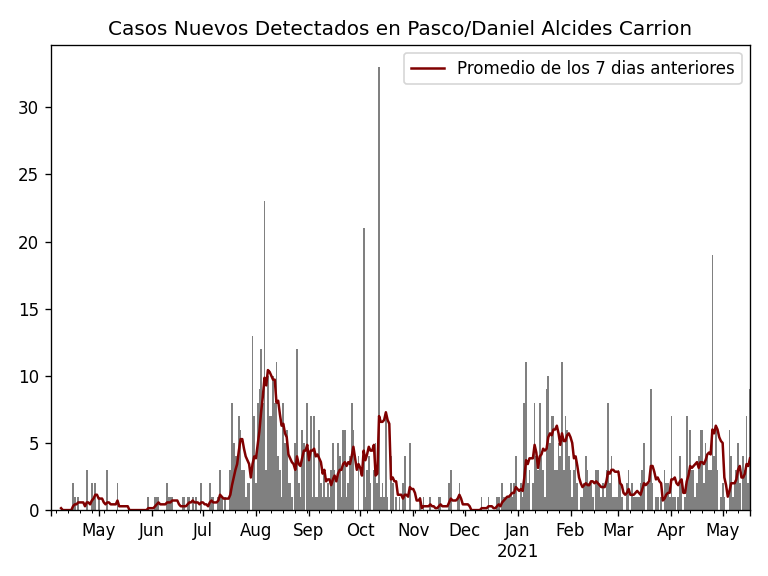 Casos Nuevos Detectados en Pasco/Daniel Alcides Carrion
Promedio de los 7 dias anteriores
30
25
20
15
10
5
0
May Jun Jul Aug Sep Oct Nov Dec Jan Feb Mar Apr May
2021